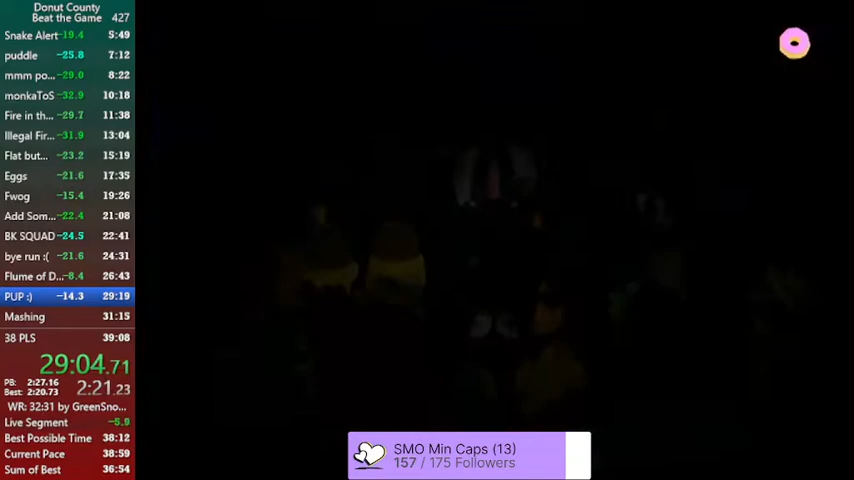 Donut County
Beat the Game 427
Snake Alert -19.4 5:49
puddle -25.8 7:12
mmm po... -29.0 8:22
monkaToS -32.9 10:18
Fire in th... -29.7 11:38
Illegal Fir... -31.9 13:04
Flat but... -23.2 15:19
Eggs -21.6 17:35
Fwog -15.4 19:26
Add Som... -22.4 21:08
BK SQUAD -24.5 22:41
bye run :( -21.6 24:31
Flume of D... -8.4 26:43
PUP :) -14.3 29:19
Mashing 31:15
38 PLS 39:08
29:04.71
PB: 2:27.16
Best: 2:20.73
2:21.23
WR: 32:31 by GreenSno...
Live Segment -5.9
Best Possible Time 38:12
Current Pace 38:59
Sum of Best 36:54
SMO Min Caps (13)
157 / 175 Followers